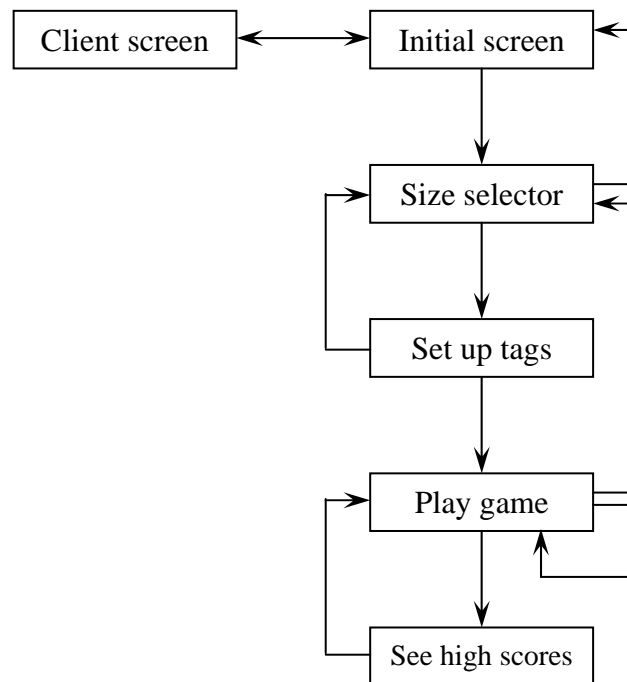 Client screen
Initial screen
Size selector
Set up tags
Play game
See high scores